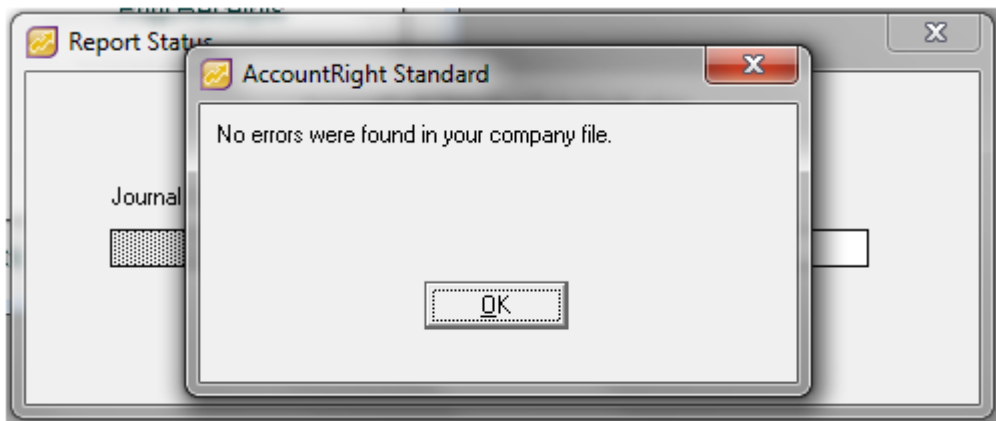 Report Status
AccountRight Standard
No errors were found in your company file.
Journal
OK